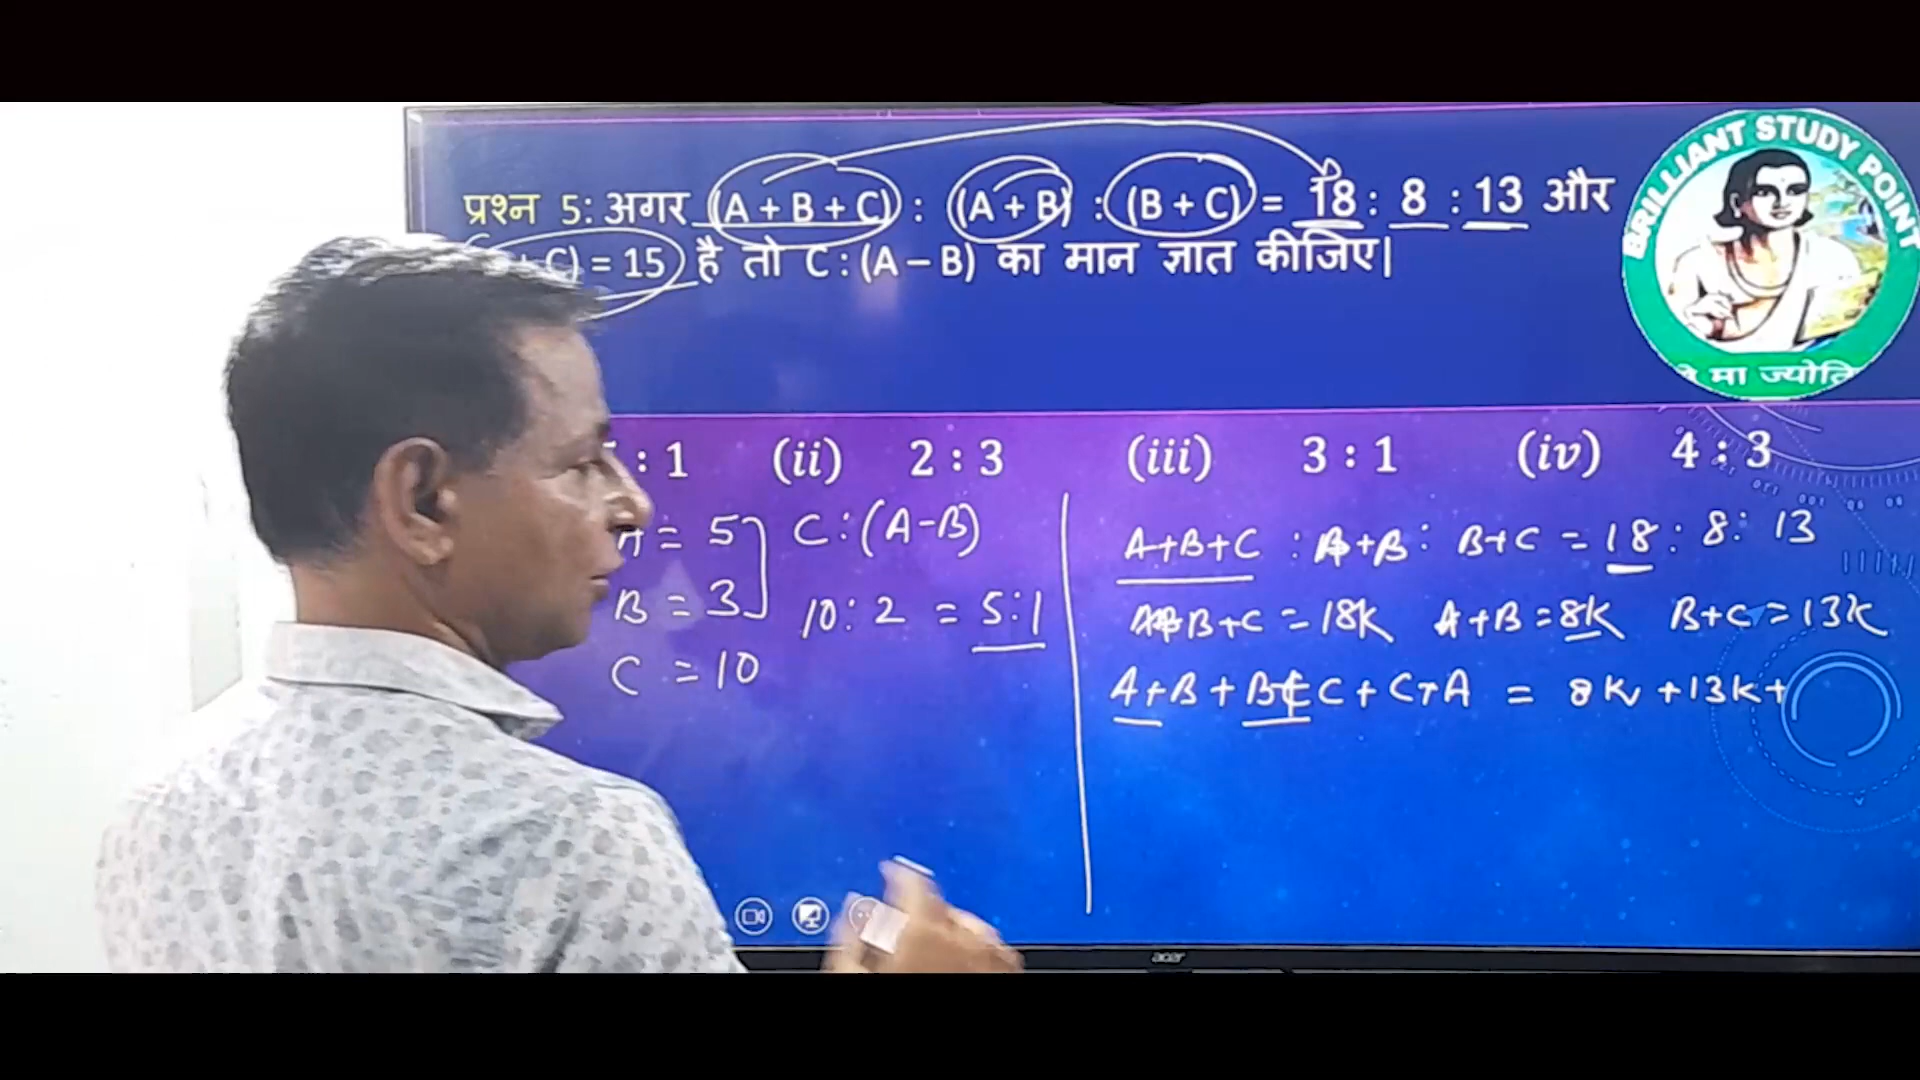 प्रश्न 5: अगर (A + B + C) : (A + B) : (B + C) = 18 : 8 : 13 और
C) = 15 है तो C : (A – B) का मान ज्ञात कीजिए|
BRILLIANT STUDY POINT
मा ज्योति
: 1 (ii) 2 : 3 (iii) 3 : 1 (iv) 4 : 3
A = 5 C : (A-B)
B = 3 10 : 2 = 5:1
C = 10
A+B+C : A+B : B+C = 18 : 8 : 13
A+B+C = 18K A+B = 8K B+C = 13K
A+B + B+C + C+A = 8K + 13K +
acer